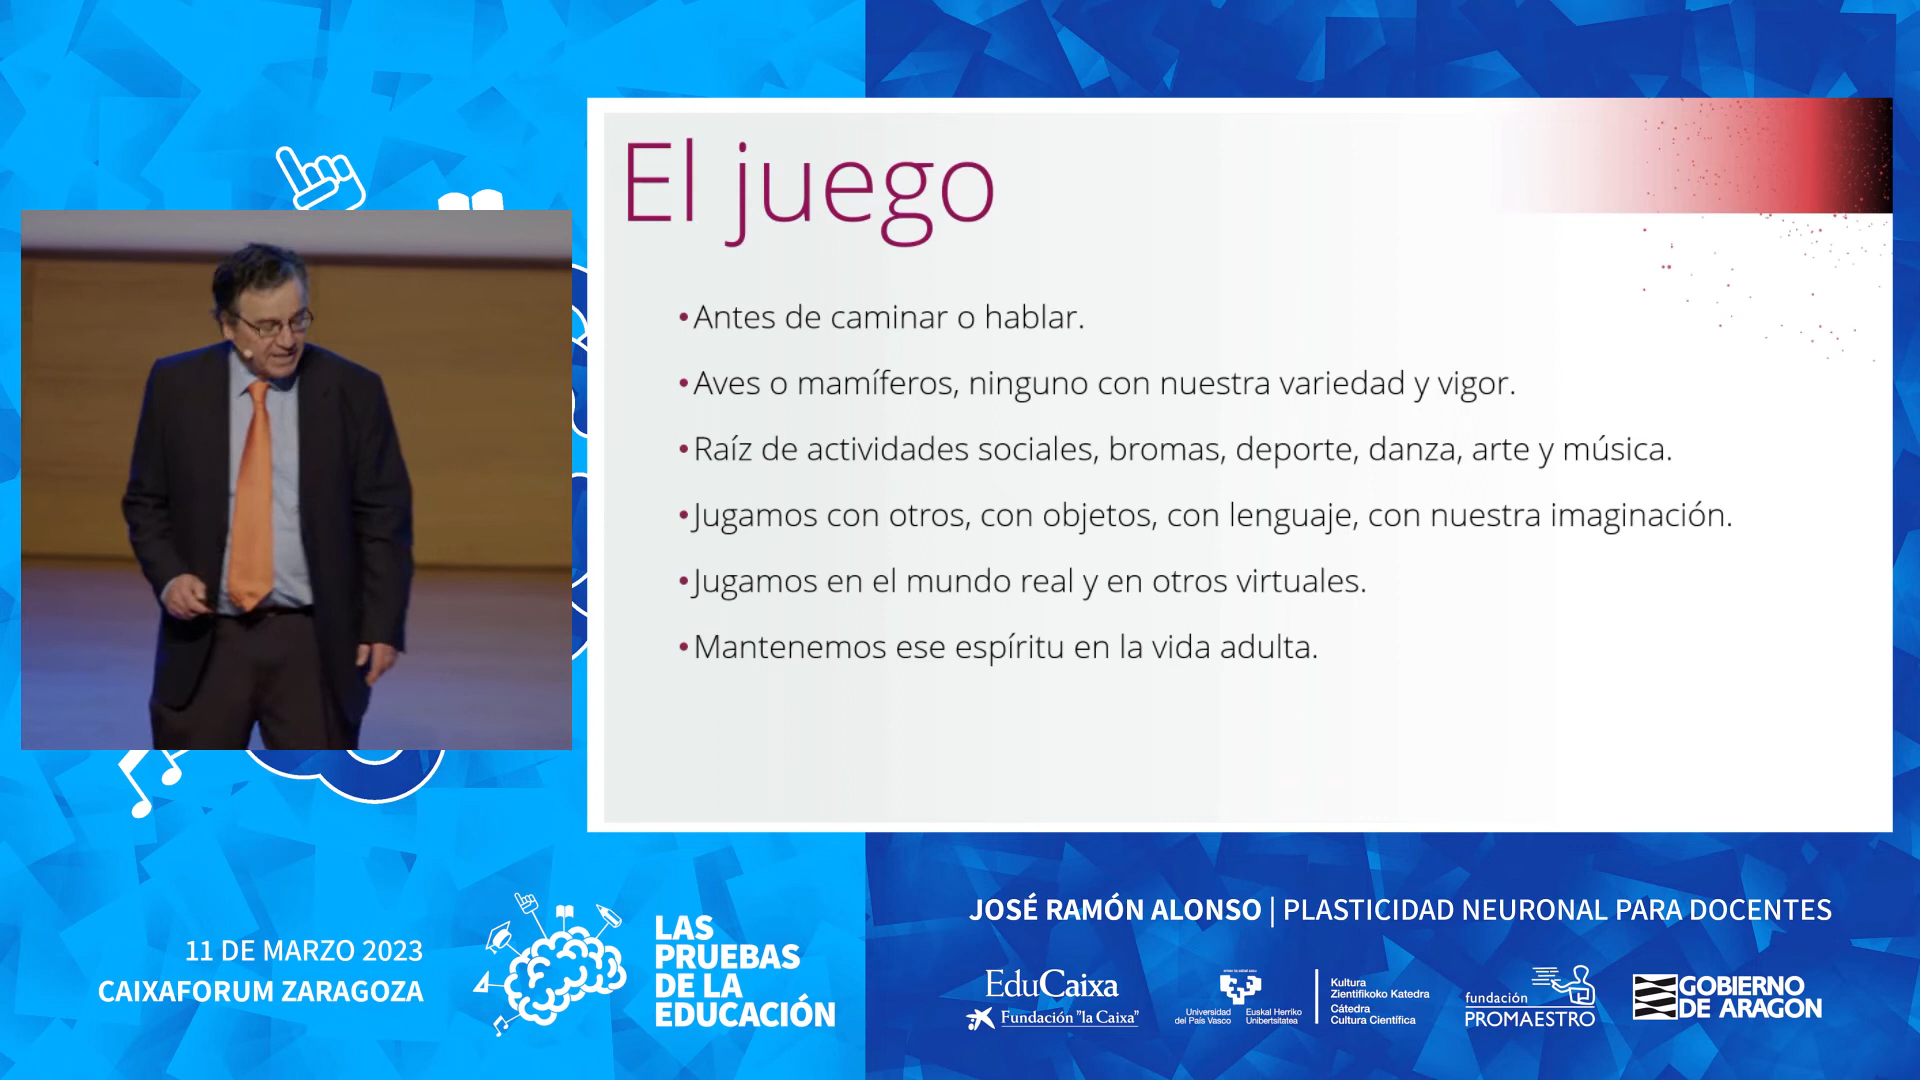 El juego
•Antes de caminar o hablar.
•Aves o mamíferos, ninguno con nuestra variedad y vigor.
•Raíz de actividades sociales, bromas, deporte, danza, arte y música.
•Jugamos con otros, con objetos, con lenguaje, con nuestra imaginación.
•Jugamos en el mundo real y en otros virtuales.
•Mantenemos ese espíritu en la vida adulta.
11 DE MARZO 2023
CAIXAFORUM ZARAGOZA
LAS
PRUEBAS
DE LA
EDUCACIÓN
JOSÉ RAMÓN ALONSO | PLASTICIDAD NEURONAL PARA DOCENTES
EduCaixa
Fundación "la Caixa"
Universidad
del País Vasco
Euskal Herriko
Unibertsitatea
Kultura
Zientifikoko Katedra
Cátedra
Cultura Científica
fundación
PROMAESTRO
GOBIERNO
DE ARAGON